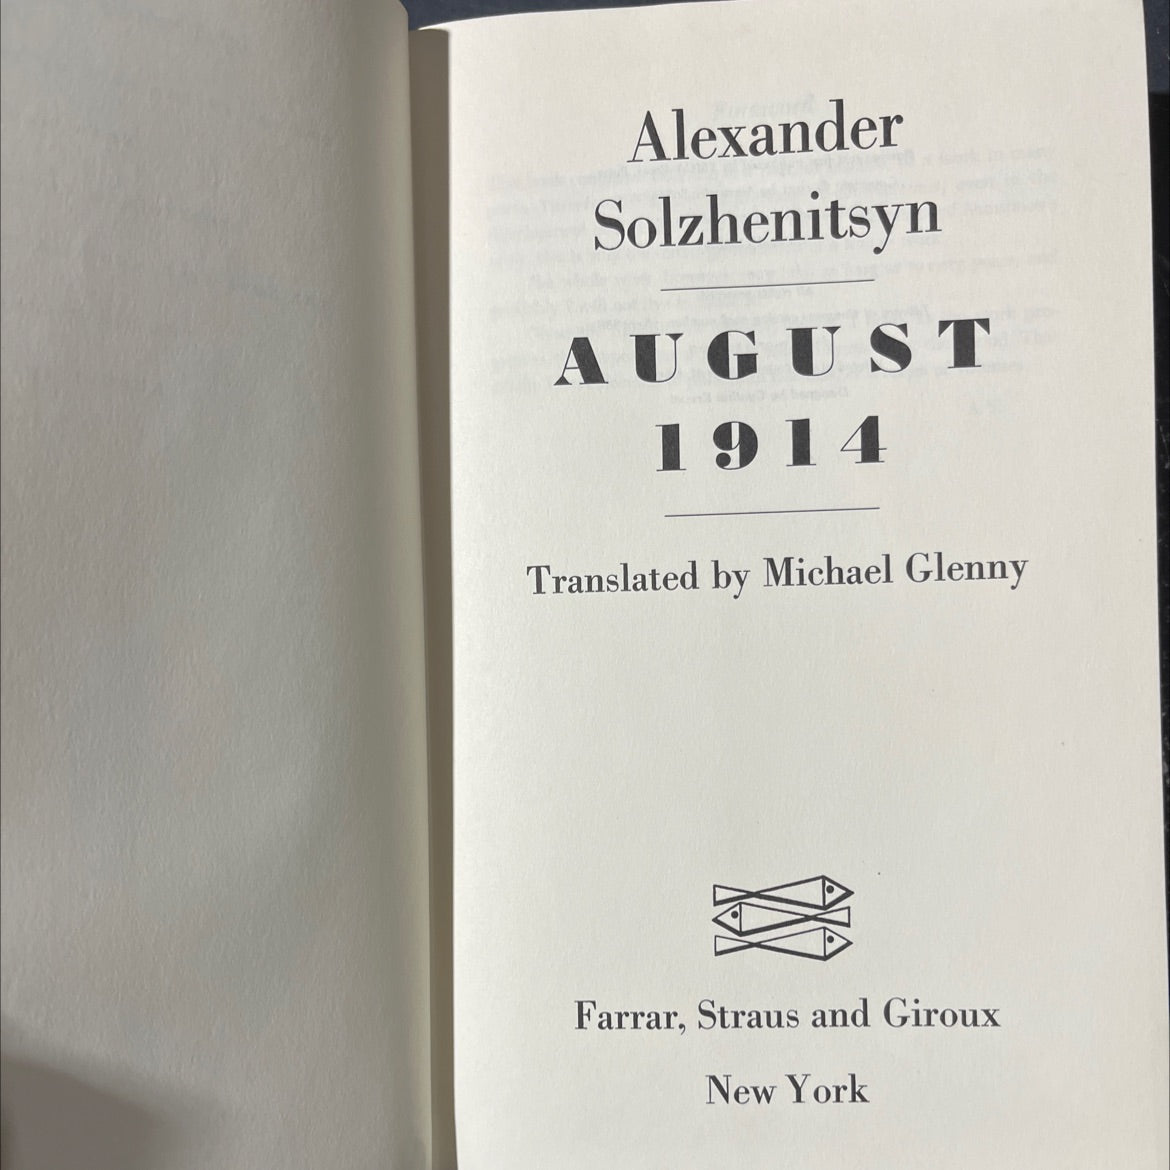 Alexander
Solzhenitsyn
AUGUST
1914
Translated by Michael Glenny
Farrar, Straus and Giroux
New York